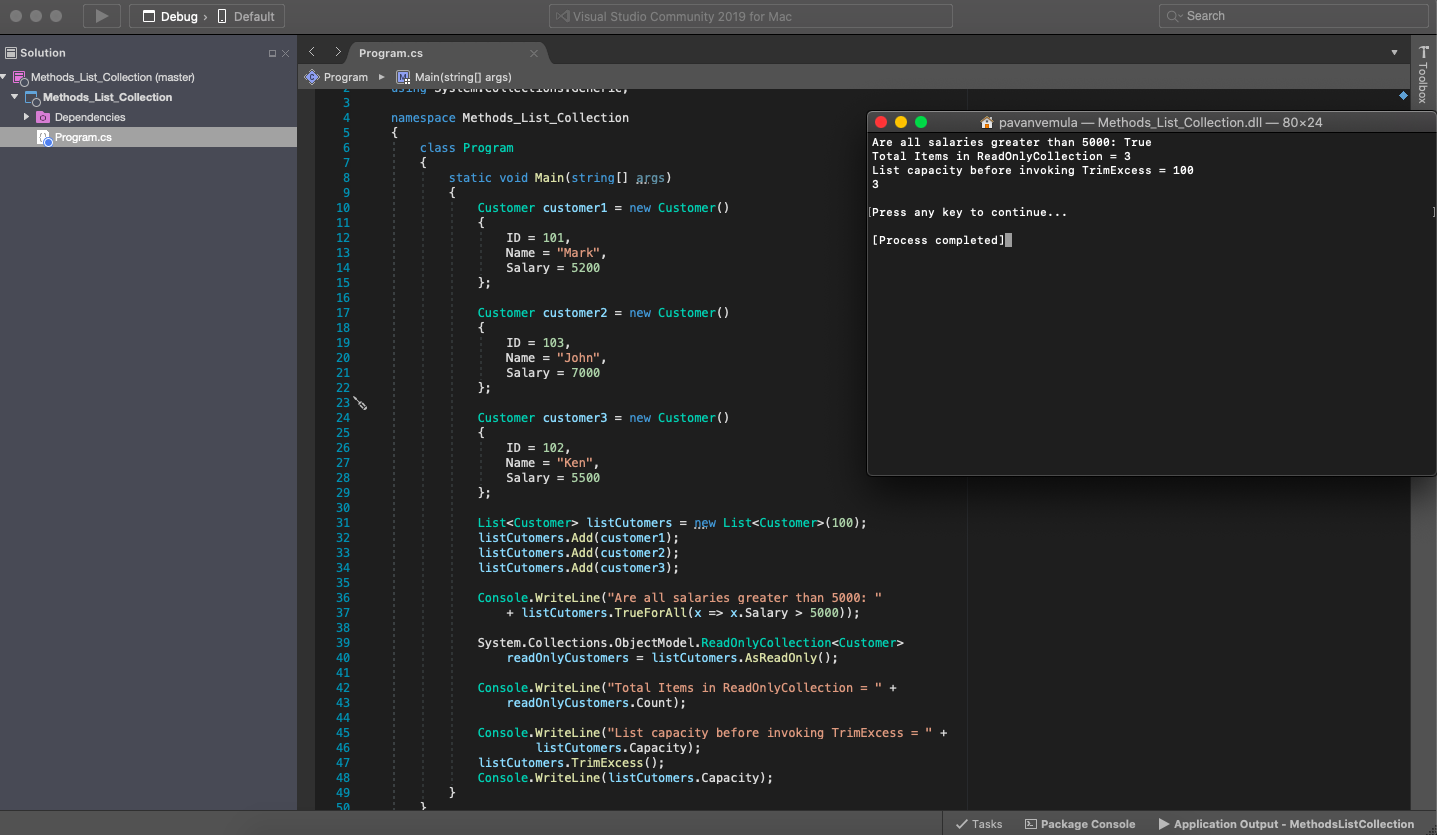 Debug › Default
Visual Studio Community 2019 for Mac
Search
Solution
Methods_List_Collection (master)
Methods_List_Collection
Dependencies
Program.cs
Program.cs
Program ▸ Main(string[] args)
Toolbox
2 using System.Collections.Generic;
3
4 namespace Methods_List_Collection
5 {
6 class Program
7 {
8 static void Main(string[] args)
9 {
10 Customer customer1 = new Customer()
11 {
12 ID = 101,
13 Name = "Mark",
14 Salary = 5200
15 };
16
17 Customer customer2 = new Customer()
18 {
19 ID = 103,
20 Name = "John",
21 Salary = 7000
22 };
23
24 Customer customer3 = new Customer()
25 {
26 ID = 102,
27 Name = "Ken",
28 Salary = 5500
29 };
30
31 List<Customer> listCutomers = new List<Customer>(100);
32 listCutomers.Add(customer1);
33 listCutomers.Add(customer2);
34 listCutomers.Add(customer3);
35
36 Console.WriteLine("Are all salaries greater than 5000: "
37 + listCutomers.TrueForAll(x => x.Salary > 5000));
38
39 System.Collections.ObjectModel.ReadOnlyCollection<Customer>
40 readOnlyCustomers = listCutomers.AsReadOnly();
41
42 Console.WriteLine("Total Items in ReadOnlyCollection = " +
43 readOnlyCustomers.Count);
44
45 Console.WriteLine("List capacity before invoking TrimExcess = " +
46 listCutomers.Capacity);
47 listCutomers.TrimExcess();
48 Console.WriteLine(listCutomers.Capacity);
49 }
50 }
pavanvemula — Methods_List_Collection.dll — 80×24
Are all salaries greater than 5000: True
Total Items in ReadOnlyCollection = 3
List capacity before invoking TrimExcess = 100
3
[Press any key to continue... ]
[Process completed]
Tasks
Package Console
Application Output - MethodsListCollection